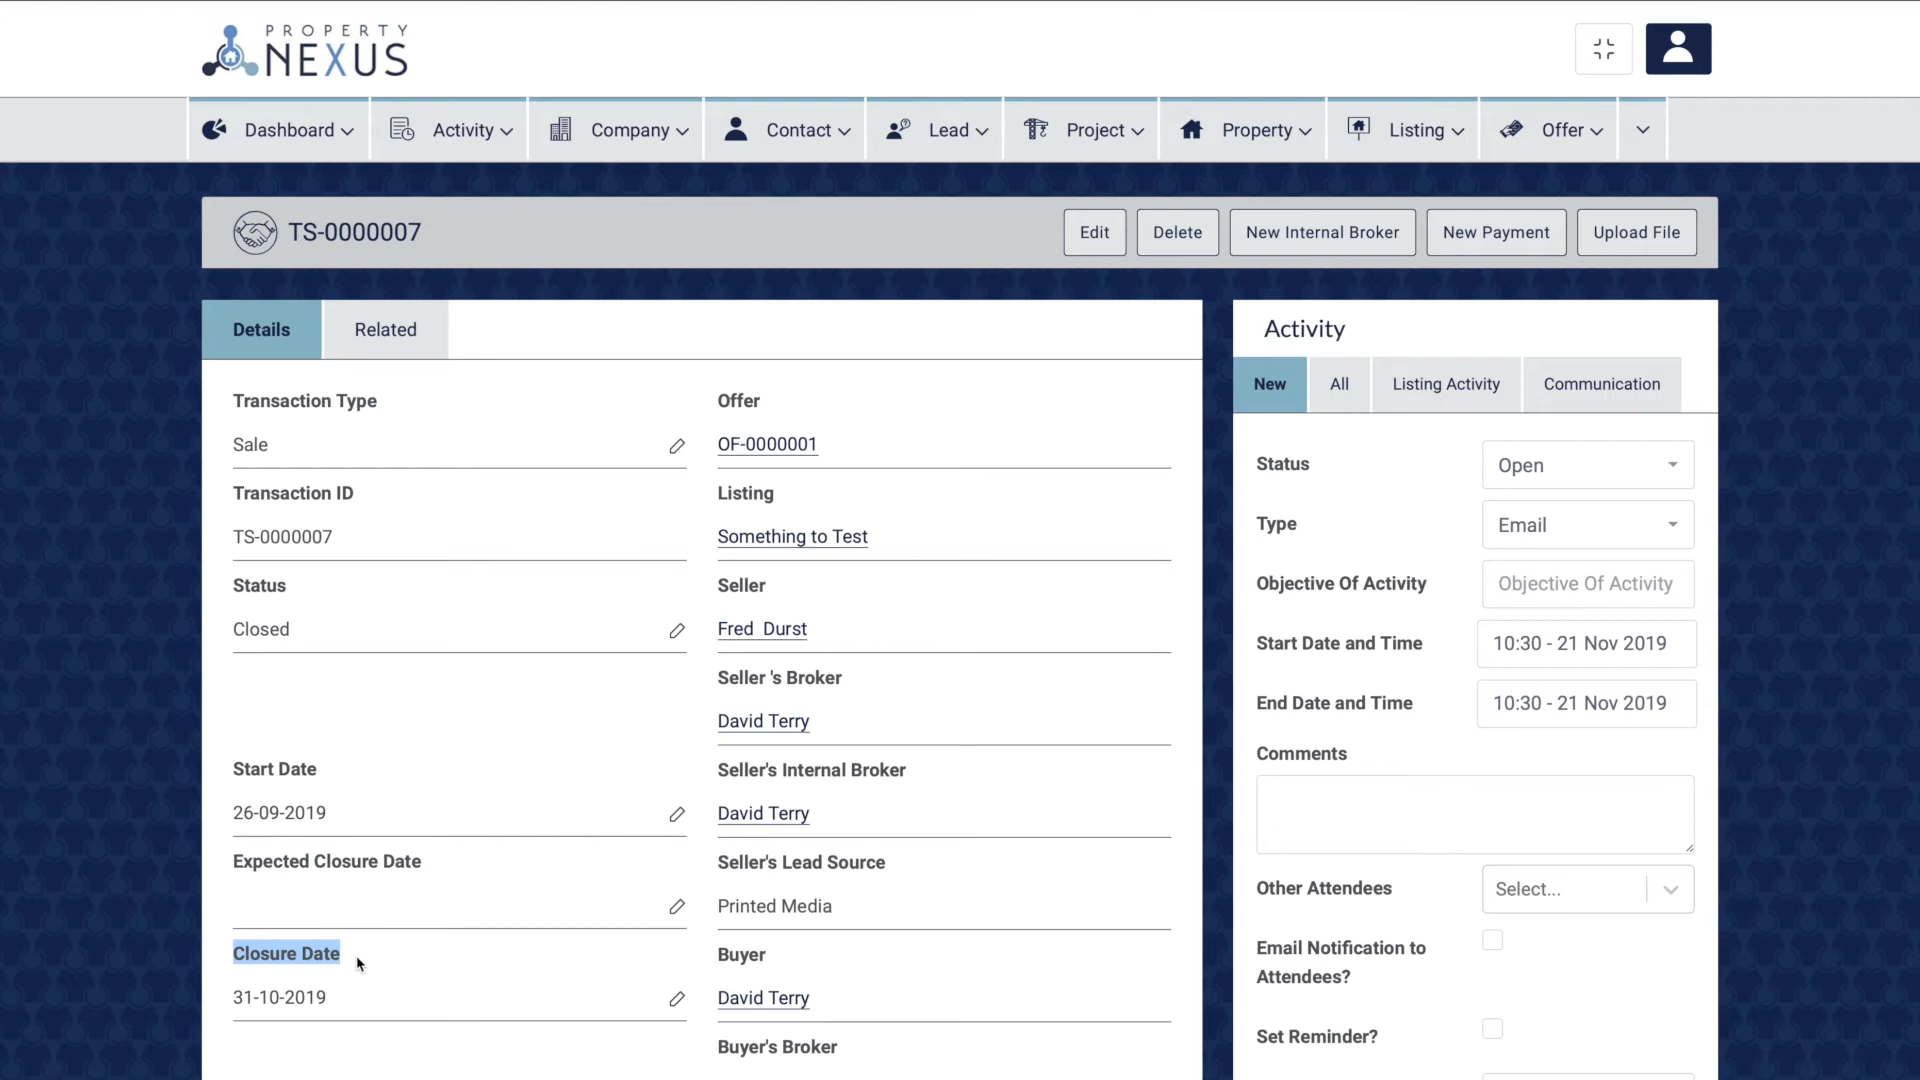 PROPERTY
NEXUS
Dashboard
Activity
Company
Contact
Lead
Project
Property
Listing
Offer
TS-0000007
Edit
Delete
New Internal Broker
New Payment
Upload File
Details
Related
Transaction Type
Sale
Transaction ID
TS-0000007
Status
Closed
Start Date
26-09-2019
Expected Closure Date
Closure Date
31-10-2019
Offer
OF-0000001
Listing
Something to Test
Seller
Fred  Durst
Seller 's Broker
David Terry
Seller's Internal Broker
David Terry
Seller's Lead Source
Printed Media
Buyer
David Terry
Buyer's Broker
Activity
New
All
Listing Activity
Communication
Status
Open
Type
Email
Objective Of Activity
Objective Of Activity
Start Date and Time
10:30 - 21 Nov 2019
End Date and Time
10:30 - 21 Nov 2019
Comments
Other Attendees
Select...
Email Notification to
Attendees?
Set Reminder?